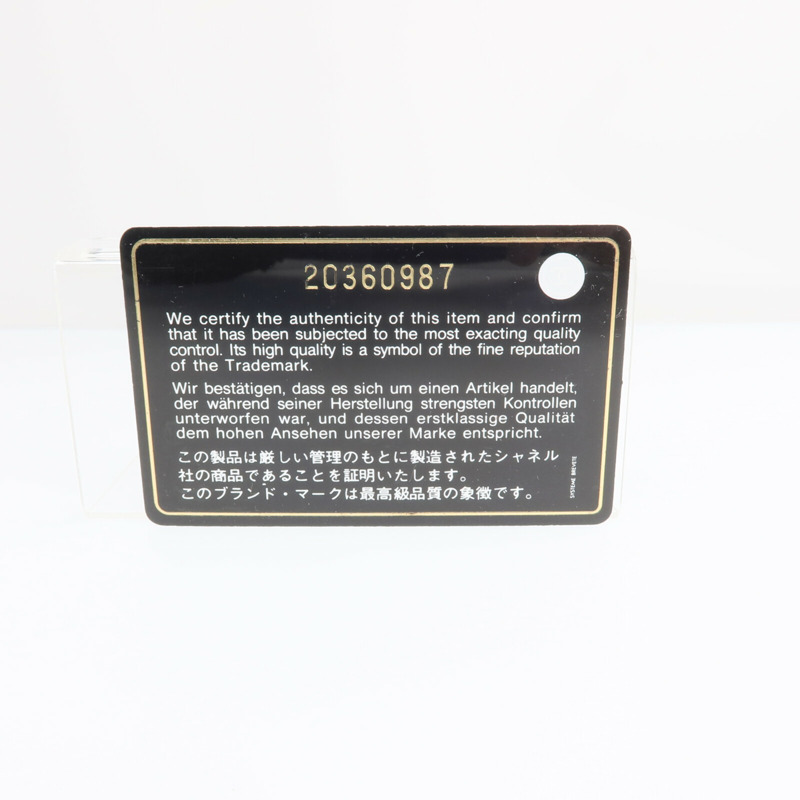 20360987
We certify the authenticity of this item and confirm
that it has been subjected to the most exacting quality
control. Its high quality is a symbol of the fine reputation
of the Trademark.
Wir bestätigen, dass es sich um einen Artikel handelt,
der während seiner Herstellung strengsten Kontrollen
unterworfen war, und dessen erstklassige Qualität
dem hohen Ansehen unserer Marke entspricht.
この製品は厳しい管理のもとに製造されたシャネル
社の商品であることを証明いたします。
このブランド・マークは最高級品質の象徴です。
SYSTEME BREVETE